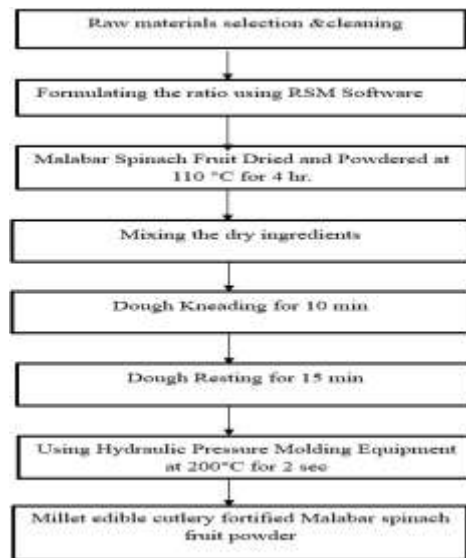 Raw materials selection &cleaning
Formulating the ratio using RSM Software
Malabar Spinach Fruit Dried and Powdered at
110 °C for 4 hr.
Mixing the dry ingredients
Dough Kneading for 10 min
Dough Resting for 15 min
Using Hydraulic Pressure Molding Equipment
at 200°C for 2 sec
Millet edible cutlery fortified Malabar spinach
fruit powder